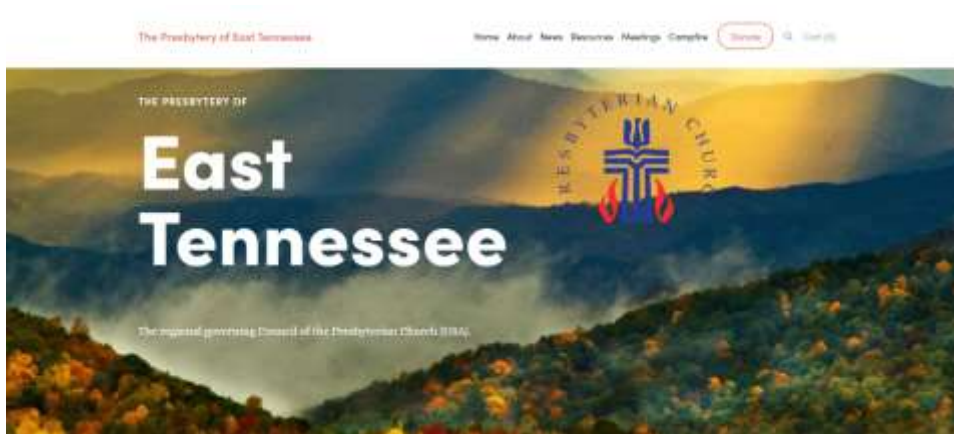 The Presbytery of East Tennessee
Home About News Resources Meetings Campfire Donate Cart (0)
THE PRESBYTERY OF
East
Tennessee
PRESBYTERIAN CHURC
The regional governing Council of the Presbyterian Church (USA).